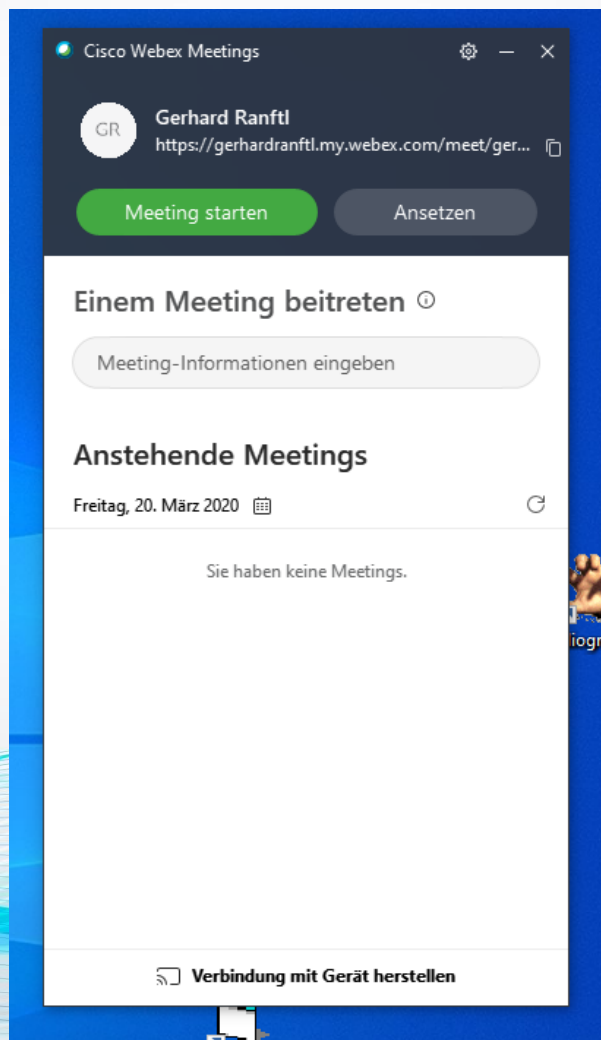 Cisco Webex Meetings
GR
Gerhard Ranftl
https://gerhardranftl.my.webex.com/meet/ger...
Meeting starten
Ansetzen
Einem Meeting beitreten
Meeting-Informationen eingeben
Anstehende Meetings
Freitag, 20. März 2020
Sie haben keine Meetings.
Verbindung mit Gerät herstellen